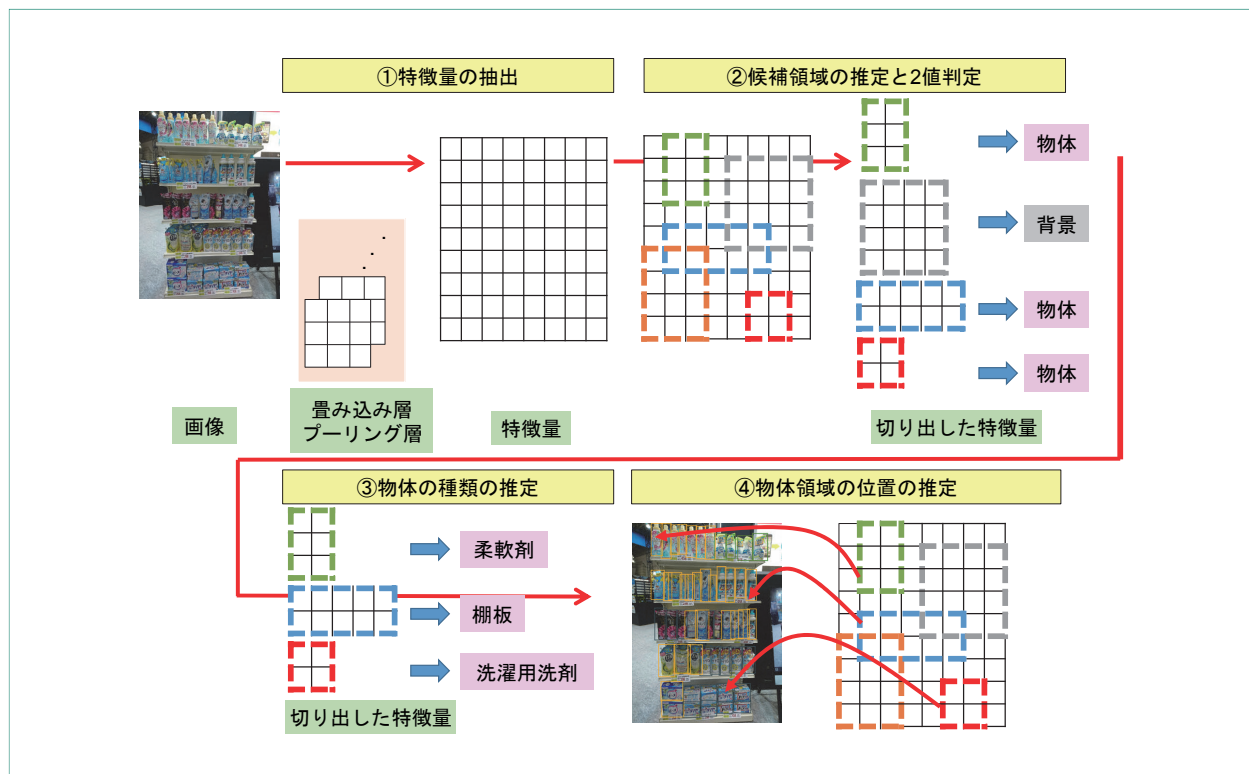 ①特徴量の抽出
②候補領域の推定と2値判定
物体
背景
物体
物体
画像
畳み込み層
プーリング層
特徴量
切り出した特徴量
③物体の種類の推定
④物体領域の位置の推定
柔軟剤
棚板
洗濯用洗剤
切り出した特徴量